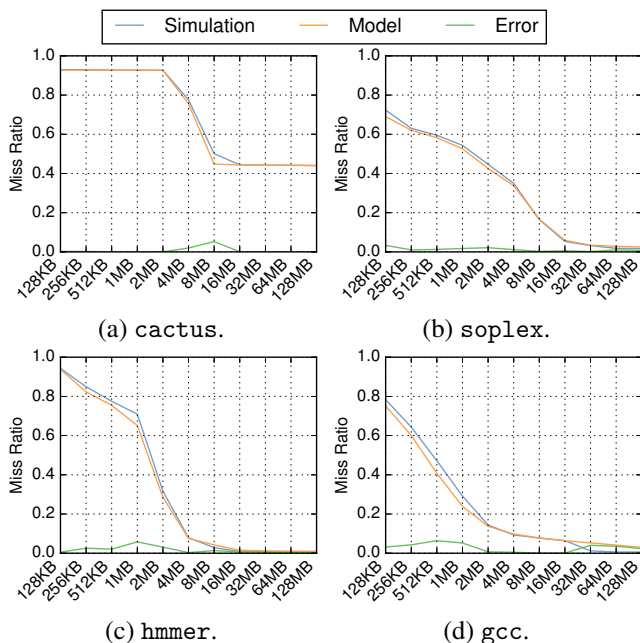 Simulation Model Error
Miss Ratio
1.0
0.8
0.6
0.4
0.2
0.0
128KB 256KB 512KB 1MB 2MB 4MB 8MB 16MB 32MB 64MB 128MB
(a) cactus.
Miss Ratio
1.0
0.8
0.6
0.4
0.2
0.0
128KB 256KB 512KB 1MB 2MB 4MB 8MB 16MB 32MB 64MB 128MB
(b) soplex.
Miss Ratio
1.0
0.8
0.6
0.4
0.2
0.0
128KB 256KB 512KB 1MB 2MB 4MB 8MB 16MB 32MB 64MB 128MB
(c) hmmer.
Miss Ratio
1.0
0.8
0.6
0.4
0.2
0.0
128KB 256KB 512KB 1MB 2MB 4MB 8MB 16MB 32MB 64MB 128MB
(d) gcc.